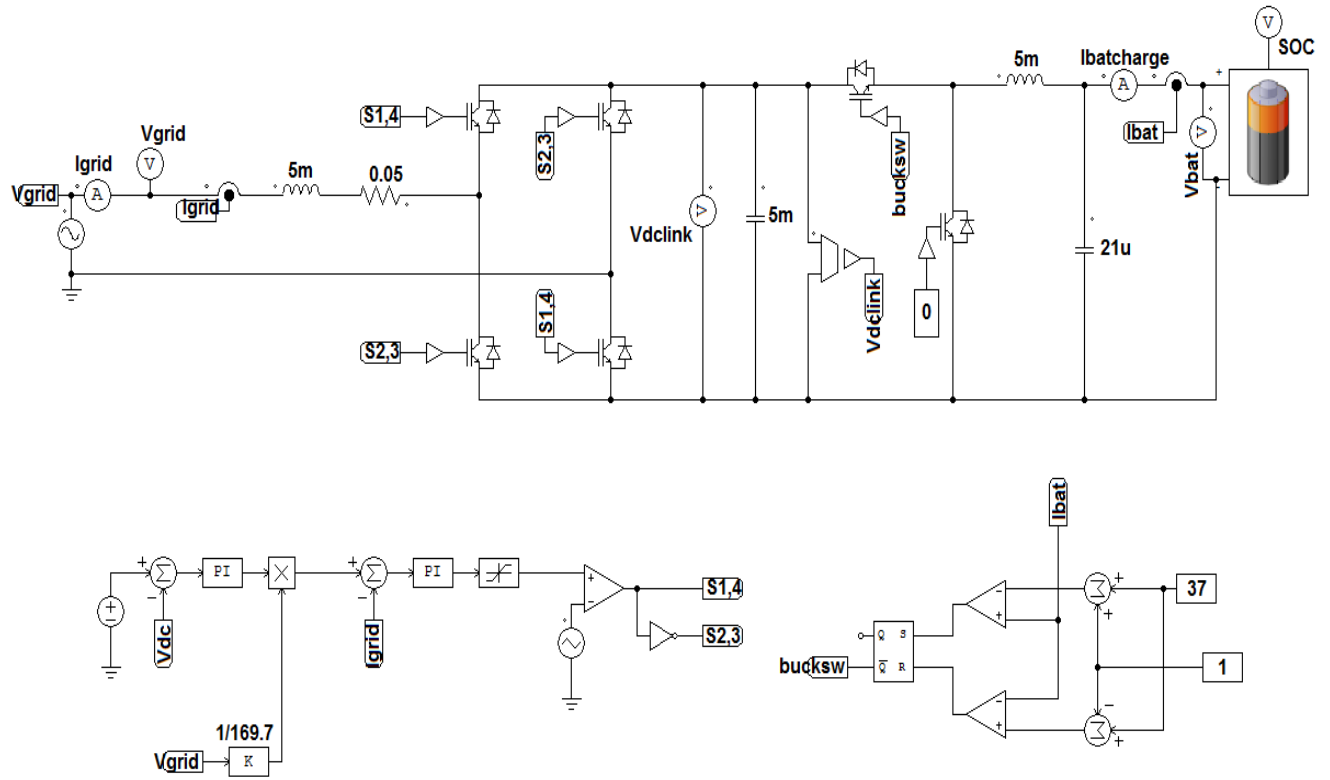 V
SOC
5m
Ibatcharge
A
Ibat
V
Vbat
S1,4
S2,3
bucksw
Vgrid
V
Igrid
Vgrid
A
Igrid
5m
0.05
Vdclink
V
5m
Vdclink
0
21u
S2,3
S1,4
Ibat
PI
X
PI
S1,4
S2,3
Vdc
Igrid
1/169.7
Vgrid
K
Σ
Σ
37
1
Σ
Σ
Q S
Q̅ R
bucksw